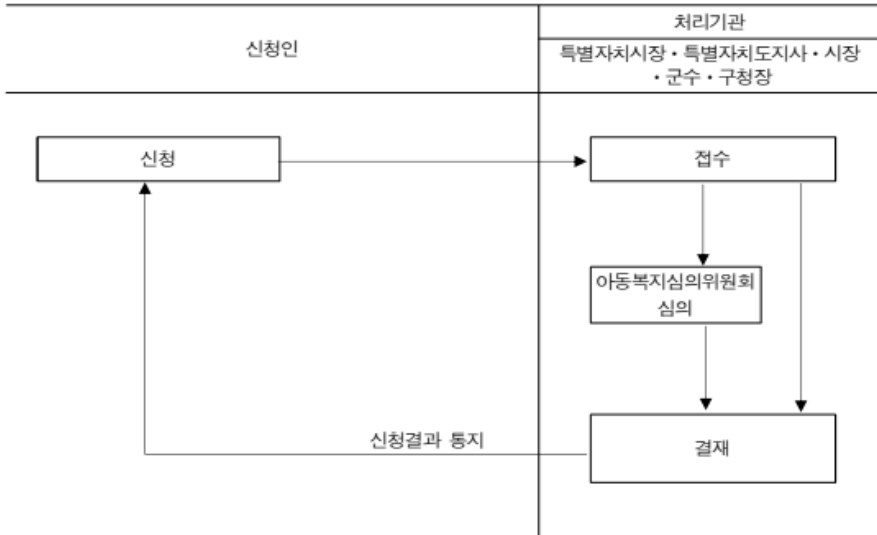 신청인
처리기관
특별자치시장・특별자치도지사・시장
・군수・구청장
신청
접수
아동복지심의위원회
심의
신청결과 통지
결재